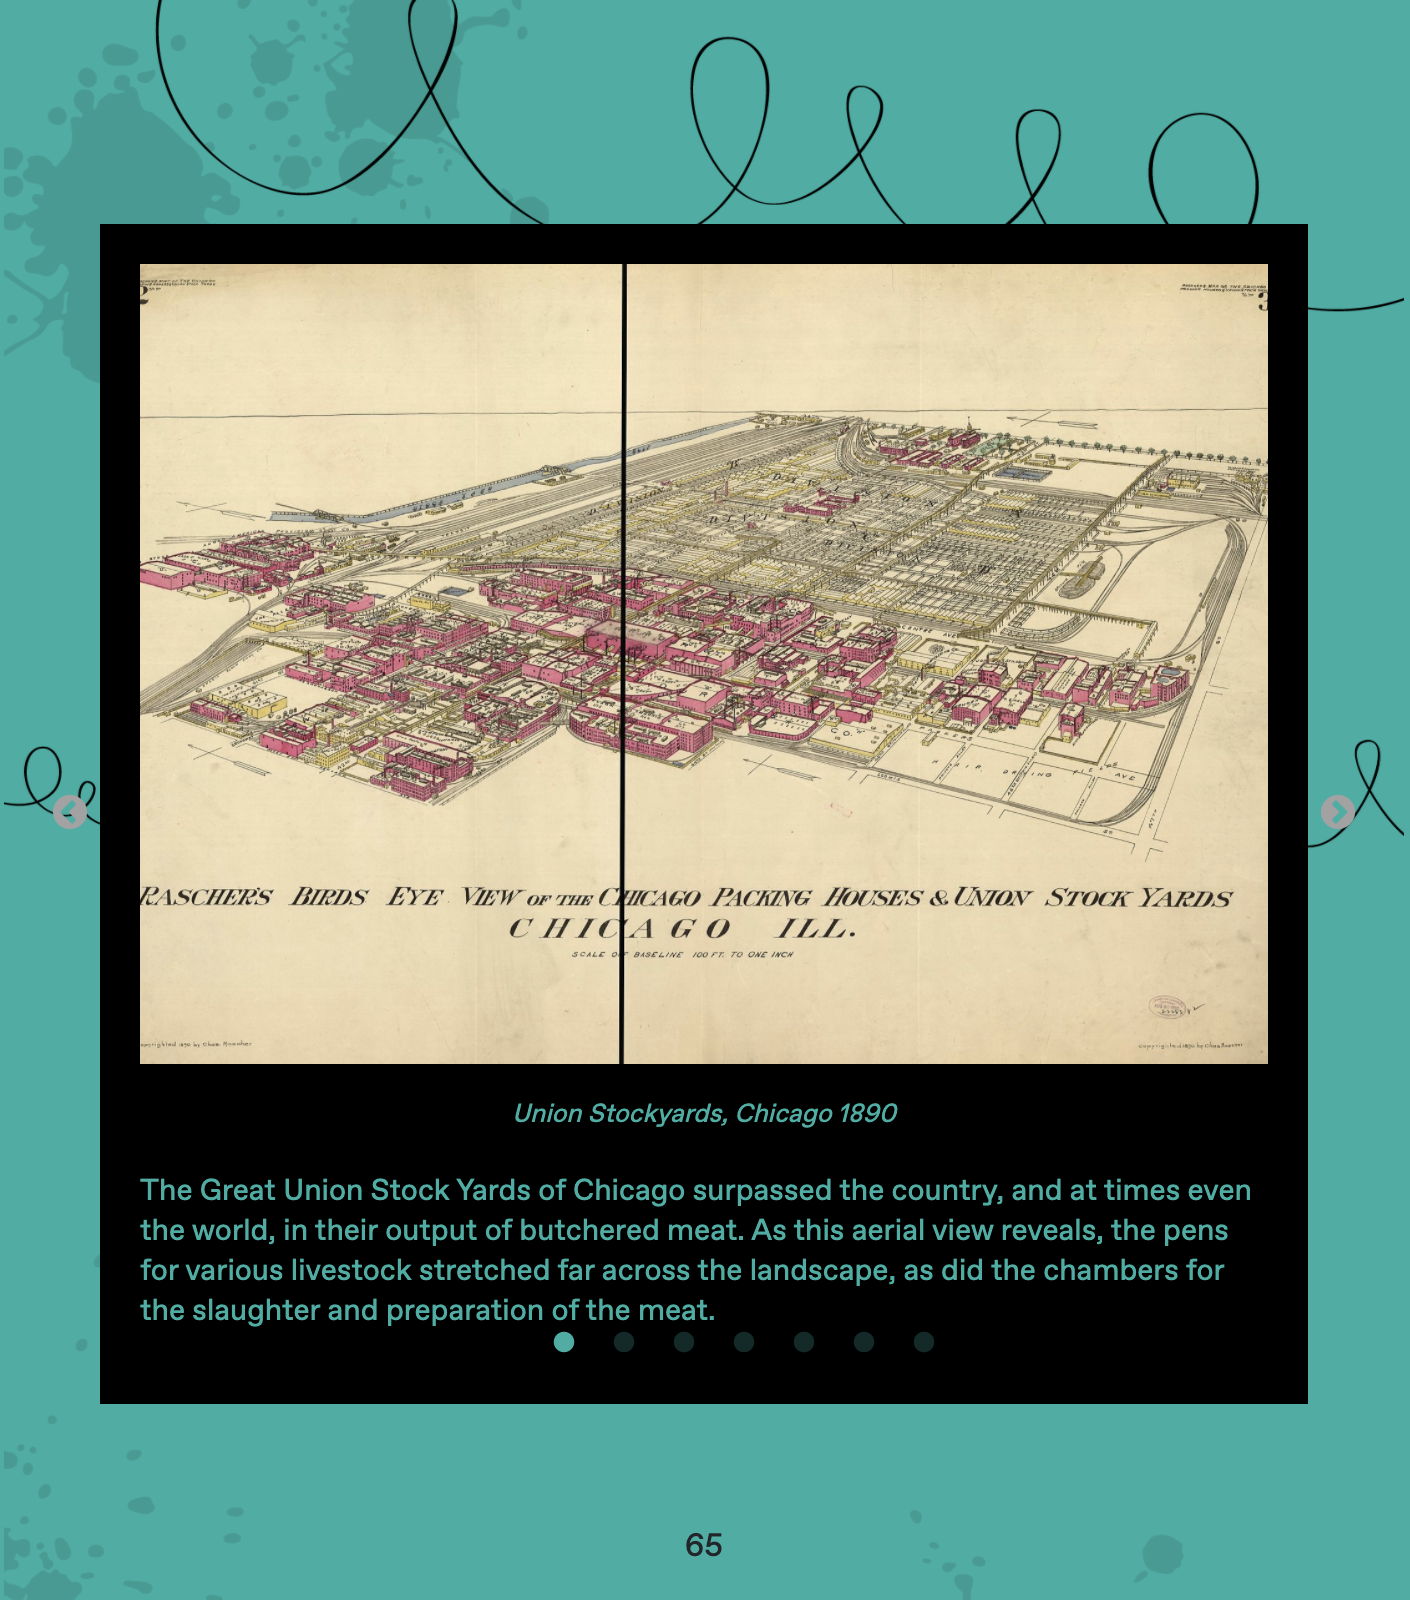 2
3
DIVISION
RASCHER'S BIRDS EYE VIEW OF THE CHICAGO PACKING HOUSES & UNION STOCK YARDS
CHICAGO ILL.
SCALE OF BASELINE 100 FT. TO ONE INCH
Copyrighted 1890 by Chas Rascher
Copyrighted 1890 by Chas Rascher
Union Stockyards, Chicago 1890
The Great Union Stock Yards of Chicago surpassed the country, and at times even
the world, in their output of butchered meat. As this aerial view reveals, the pens
for various livestock stretched far across the landscape, as did the chambers for
the slaughter and preparation of the meat.
65